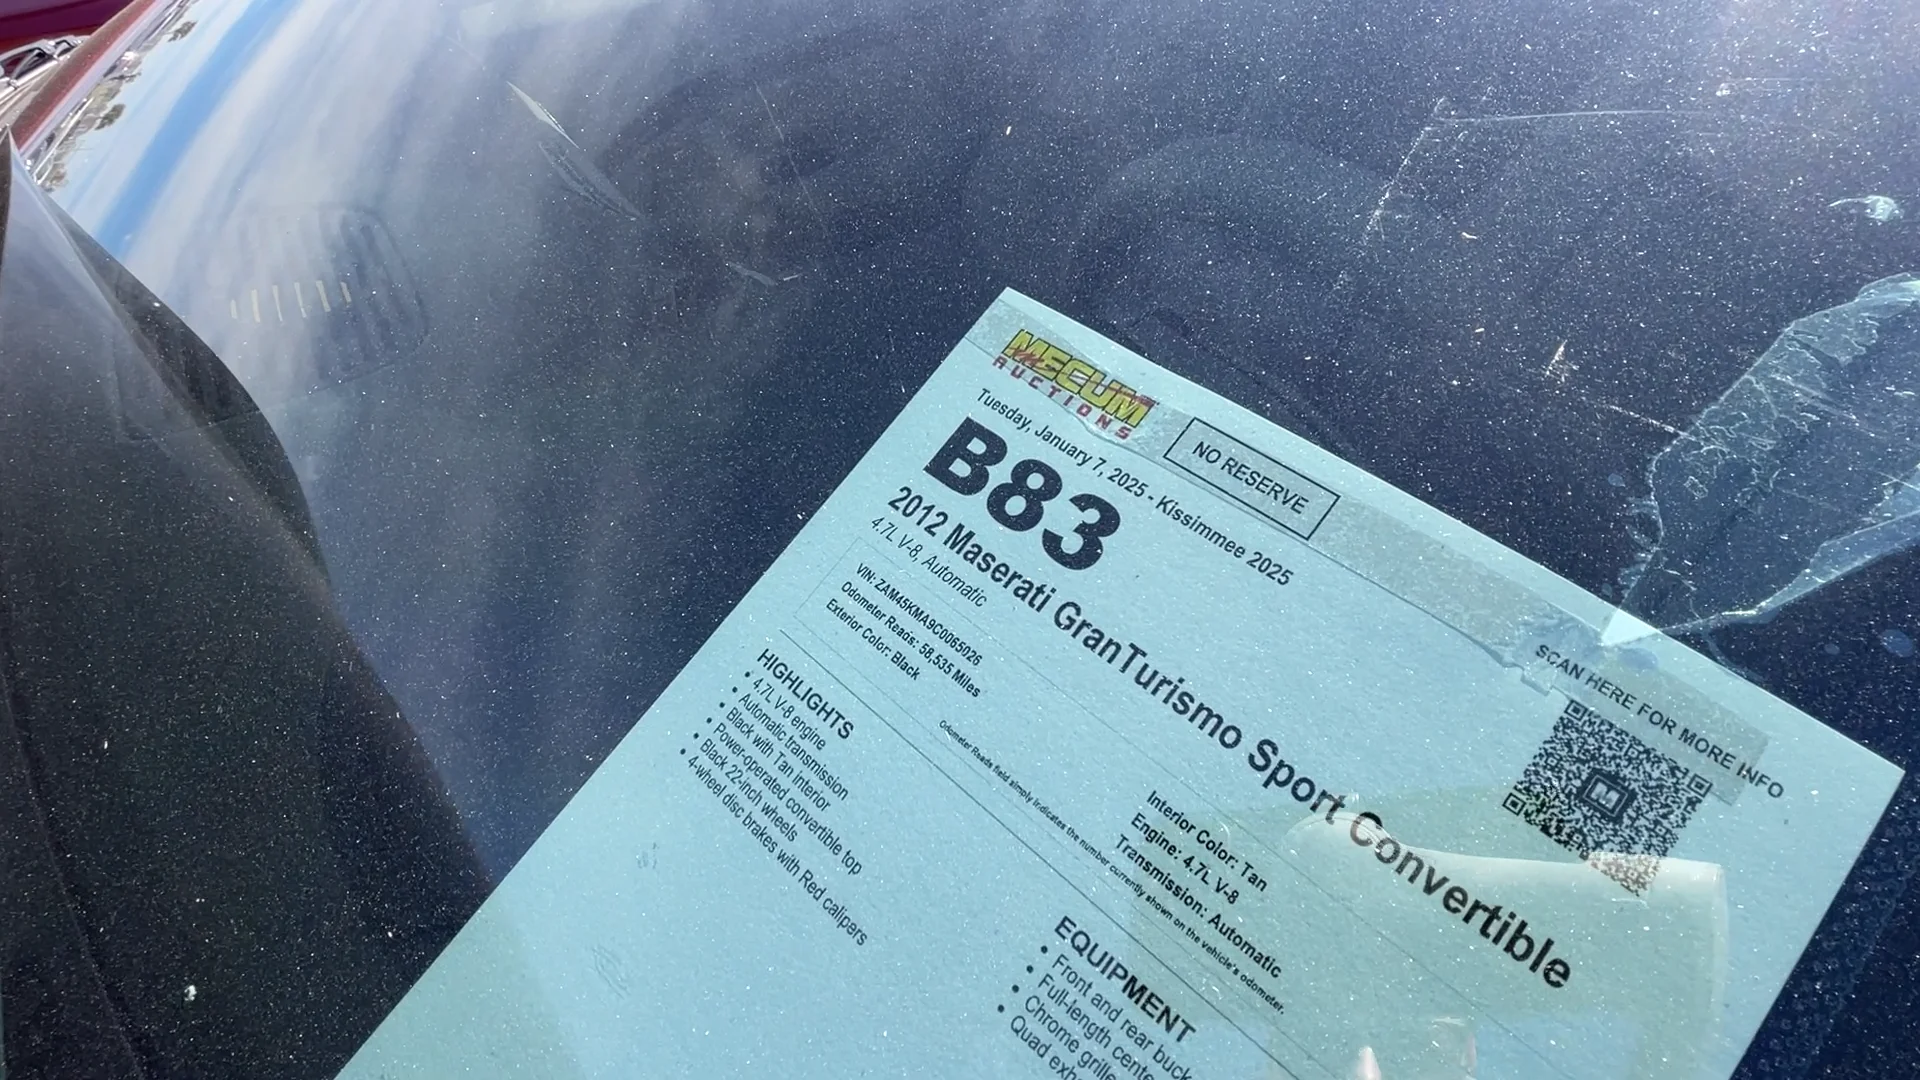 MECUM
AUCTIONS
NO RESERVE
Tuesday, January 7, 2025 - Kissimmee 2025
B83
2012 Maserati GranTurismo Sport Convertible
4.7L V-8, Automatic
SCAN HERE FOR MORE INFO
VIN: ZAM45KMA9C0065026
Odometer Reads: 58,535 Miles
Exterior Color: Black
Interior Color: Tan
Engine: 4.7L V-8
Transmission: Automatic
Odometer Reads field simply indicates the number currently shown on the vehicle's odometer.
HIGHLIGHTS
• 4.7L V-8 engine
• Automatic transmission
• Black with Tan interior
• Power-operated convertible top
• Black 22-inch wheels
• 4-wheel disc brakes with Red calipers
EQUIPMENT
• Front and rear buck
• Full-length cente
• Chrome grille
• Quad exh